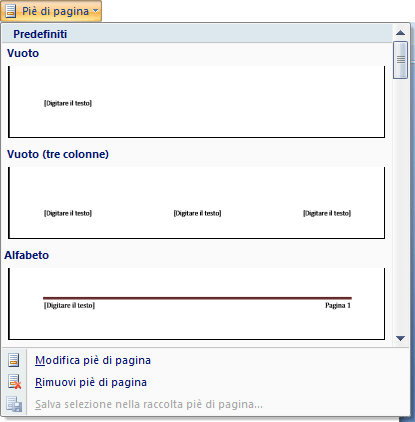 Piè di pagina
Predefiniti
Vuoto
[Digitare il testo]
Vuoto (tre colonne)
[Digitare il testo] [Digitare il testo] [Digitare il testo]
Alfabeto
[Digitare il testo] Pagina 1
Modifica piè di pagina
Rimuovi piè di pagina
Salva selezione nella raccolta piè di pagina...